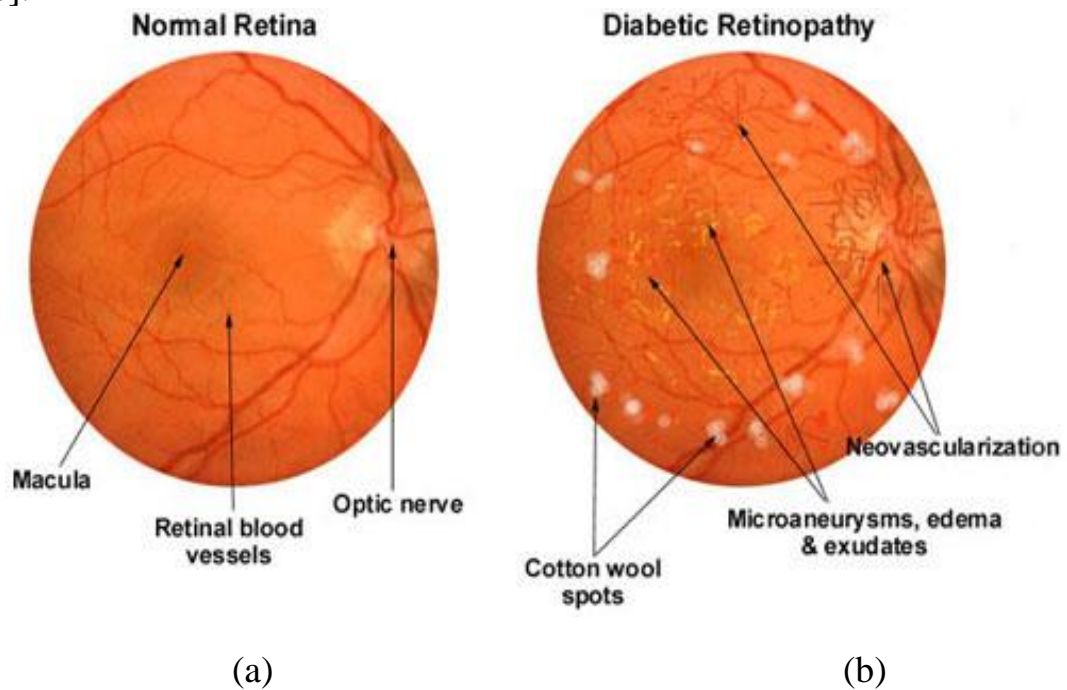 Normal Retina
Diabetic Retinopathy
Macula
Retinal blood
vessels
Optic nerve
Neovascularization
Microaneurysms, edema
& exudates
Cotton wool
spots
(a)
(b)